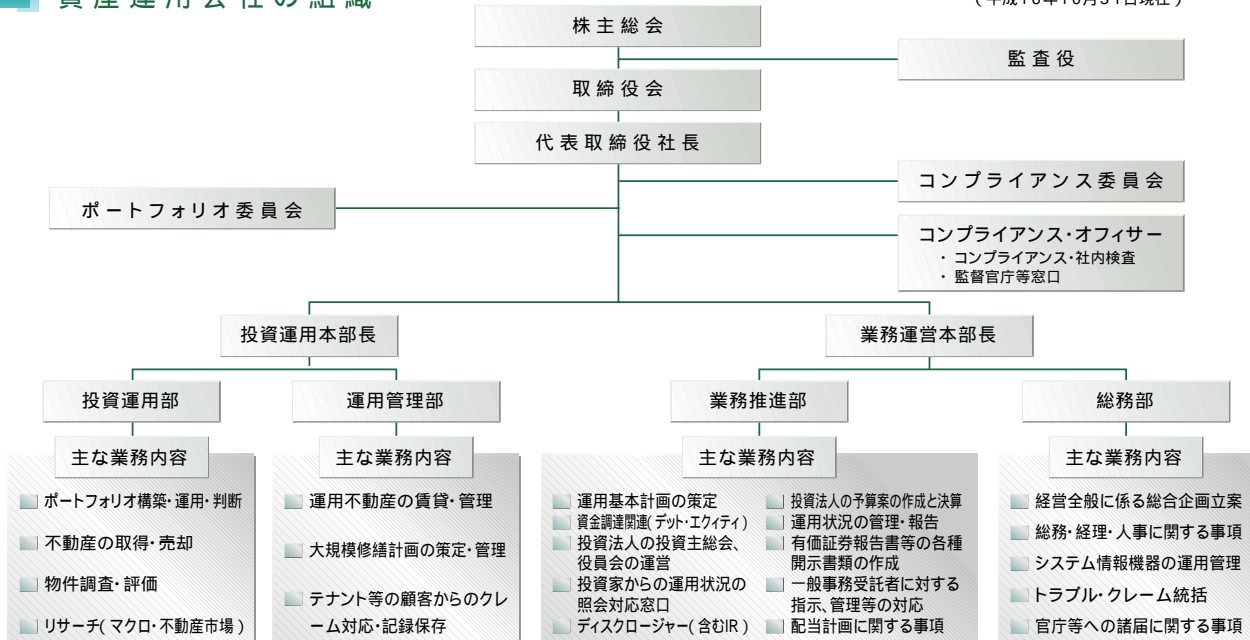 資産運用会社の組織
(平成16年10月31日現在)
株主総会
監査役
取締役会
代表取締役社長
コンプライアンス委員会
ポートフォリオ委員会
コンプライアンス・オフィサー
・ コンプライアンス・社内検査
・ 監督官庁等窓口
投資運用本部長
業務運営本部長
投資運用部
運用管理部
業務推進部
総務部
主な業務内容
ポートフォリオ構築・運用・判断
不動産の取得・売却
物件調査・評価
リサーチ(マクロ・不動産市場)
主な業務内容
運用不動産の賃貸・管理
大規模修繕計画の策定・管理
テナント等の顧客からのクレ
ーム対応・記録保存
主な業務内容
運用基本計画の策定
資金調達関連(デット・エクィティ)
投資法人の投資主総会、
役員会の運営
投資家からの運用状況の
照会対応窓口
ディスクロージャー(含むIR)
投資法人の予算案の作成と決算
運用状況の管理・報告
有価証券報告書等の各種
開示書類の作成
一般事務受託者に対する
指示、管理等の対応
配当計画に関する事項
主な業務内容
経営全般に係る総合企画立案
総務・経理・人事に関する事項
システム情報機器の運用管理
トラブル・クレーム統括
官庁等への諸届に関する事項